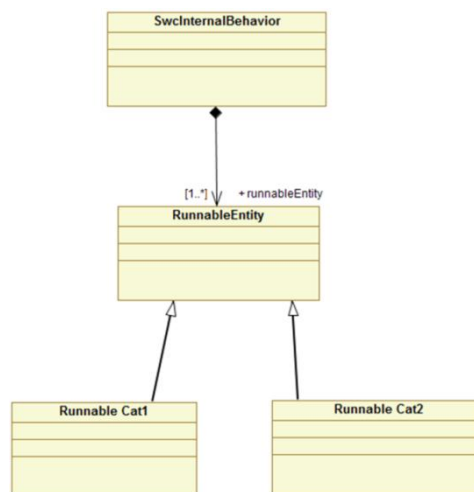 SwcInternalBehavior
[1..*] + runnableEntity
RunnableEntity
Runnable Cat1 Runnable Cat2